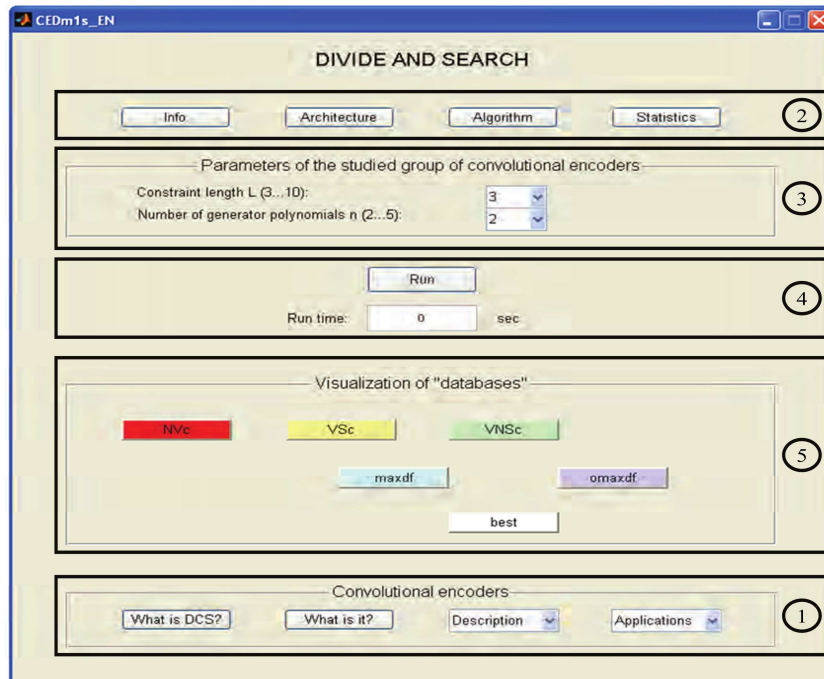 CEDm1s_EN
DIVIDE AND SEARCH
Info Architecture Algorithm Statistics 2
Parameters of the studied group of convolutional encoders
Constraint length L (3...10): 3
Number of generator polynomials n (2...5): 2
3
Run
Run time: 0 sec
4
Visualization of "databases"
NVc VSc VNSc
5
maxdf omaxdf
best
Convolutional encoders
What is DCS? What is it? Description Applications 1